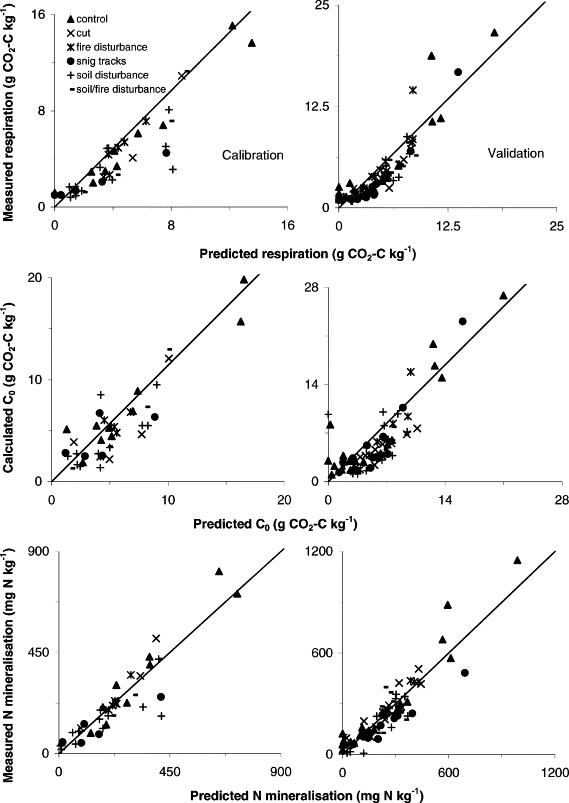 Measured respiration (g CO₂-C kg⁻¹)
16
8
0
control
cut
fire disturbance
snig tracks
soil disturbance
soil/fire disturbance
Calibration
0
8
16
25
12.5
0
Validation
0
12.5
25
Predicted respiration (g CO₂-C kg⁻¹)
Calculated C₀ (g CO₂-C kg⁻¹)
20
10
0
0
10
20
28
14
0
0
14
28
Predicted C₀ (g CO₂-C kg⁻¹)
Measured N mineralisation (mg N kg⁻¹)
900
450
0
0
450
900
1200
600
0
0
600
1200
Predicted N mineralisation (mg N kg⁻¹)